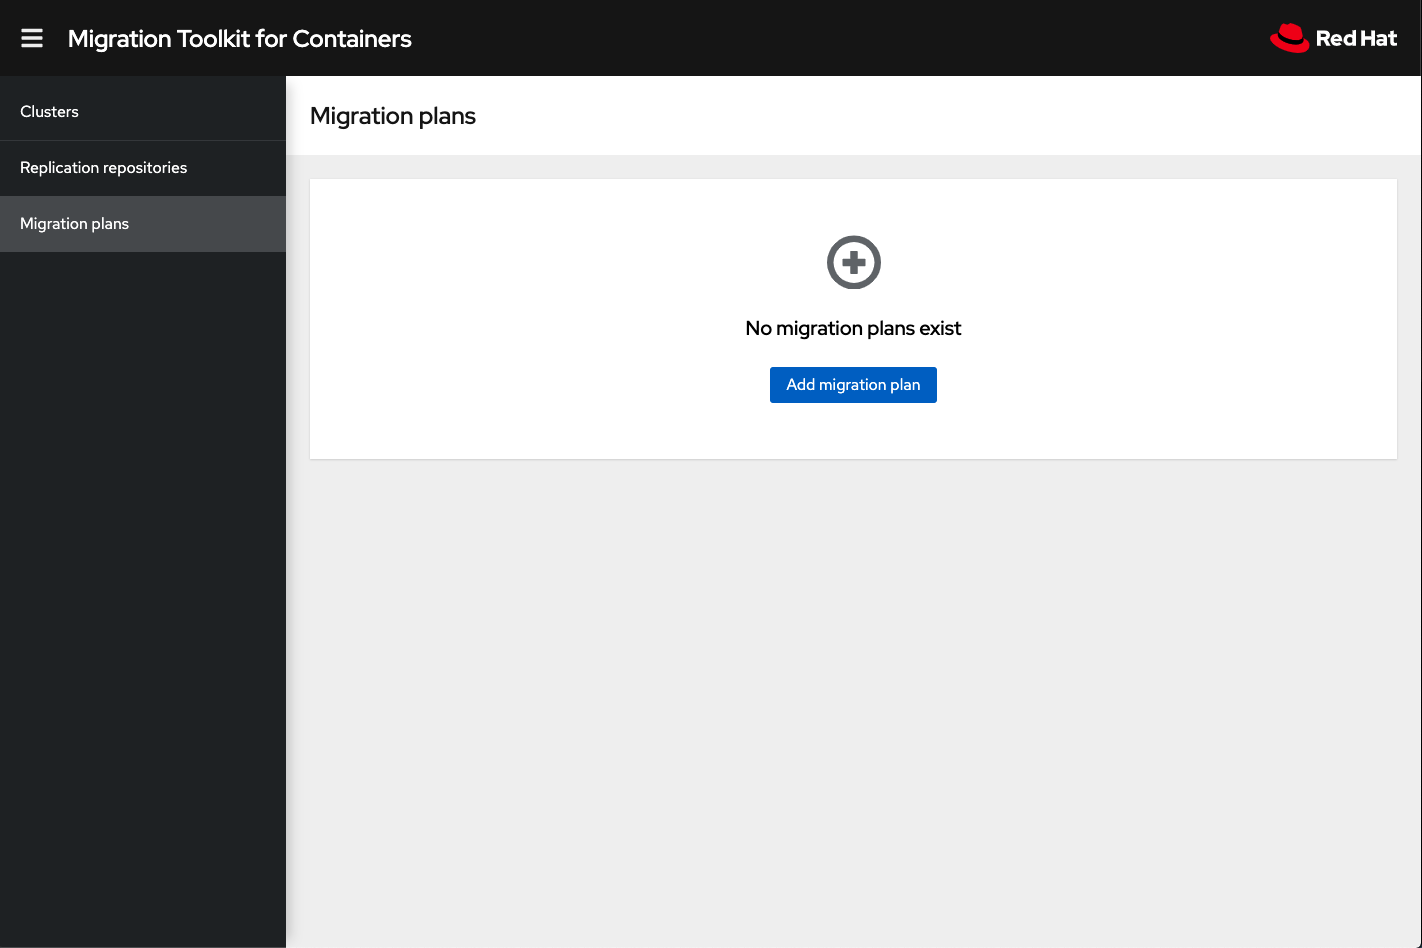 Migration Toolkit for Containers
Red Hat
Clusters
Replication repositories
Migration plans
Migration plans
No migration plans exist
Add migration plan